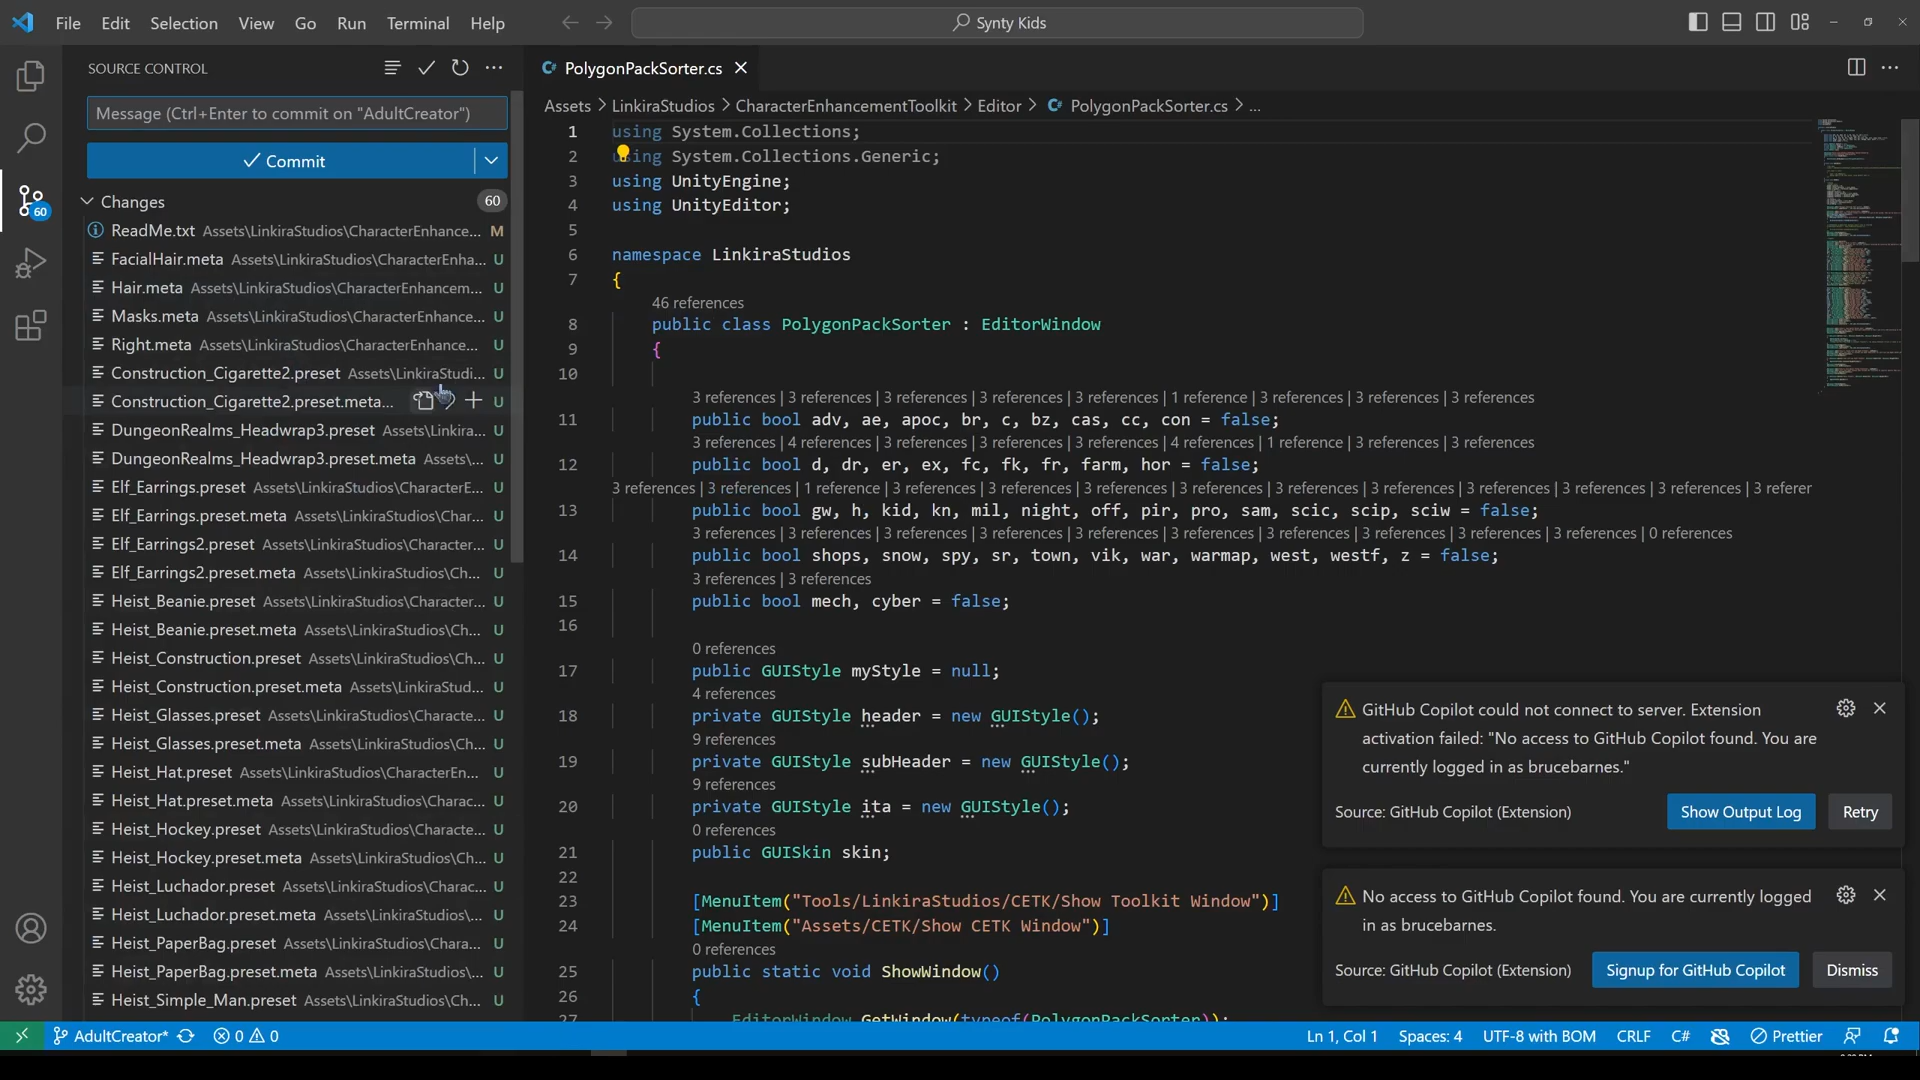 File Edit Selection View Go Run Terminal Help
Synty Kids
SOURCE CONTROL
Message (Ctrl+Enter to commit on "AdultCreator")
Commit
Changes 60
60
ReadMe.txt Assets\LinkiraStudios\CharacterEnhance... M
FacialHair.meta Assets\LinkiraStudios\CharacterEnha... U
Hair.meta Assets\LinkiraStudios\CharacterEnhancem... U
Masks.meta Assets\LinkiraStudios\CharacterEnhance... U
Right.meta Assets\LinkiraStudios\CharacterEnhance... U
Construction_Cigarette2.preset Assets\LinkiraStudi... U
Construction_Cigarette2.preset.meta... U
DungeonRealms_Headwrap3.preset Assets\Linkira... U
DungeonRealms_Headwrap3.preset.meta Assets\... U
Elf_Earrings.preset Assets\LinkiraStudios\CharacterE... U
Elf_Earrings.preset.meta Assets\LinkiraStudios\Char... U
Elf_Earrings2.preset Assets\LinkiraStudios\Character... U
Elf_Earrings2.preset.meta Assets\LinkiraStudios\Ch... U
Heist_Beanie.preset Assets\LinkiraStudios\Character... U
Heist_Beanie.preset.meta Assets\LinkiraStudios\Ch... U
Heist_Construction.preset Assets\LinkiraStudios\Ch... U
Heist_Construction.preset.meta Assets\LinkiraStud... U
Heist_Glasses.preset Assets\LinkiraStudios\Charact... U
Heist_Glasses.preset.meta Assets\LinkiraStudios\Ch... U
Heist_Hat.preset Assets\LinkiraStudios\CharacterEn... U
Heist_Hat.preset.meta Assets\LinkiraStudios\Charac... U
Heist_Hockey.preset Assets\LinkiraStudios\Characte... U
Heist_Hockey.preset.meta Assets\LinkiraStudios\Ch... U
Heist_Luchador.preset Assets\LinkiraStudios\Charac... U
Heist_Luchador.preset.meta Assets\LinkiraStudios\... U
Heist_PaperBag.preset Assets\LinkiraStudios\Chara... U
Heist_PaperBag.preset.meta Assets\LinkiraStudios\... U
Heist_Simple_Man.preset Assets\LinkiraStudios\Ch... U
C# PolygonPackSorter.cs
Assets > LinkiraStudios > CharacterEnhancementToolkit > Editor > C# PolygonPackSorter.cs > ...
1 using System.Collections;
2 using System.Collections.Generic;
3 using UnityEngine;
4 using UnityEditor;
5
6 namespace LinkiraStudios
7 {
46 references
8 public class PolygonPackSorter : EditorWindow
9 {
10
3 references | 3 references | 3 references | 3 references | 3 references | 1 reference | 3 references | 3 references | 3 references
11 public bool adv, ae, apoc, br, c, bz, cas, cc, con = false;
3 references | 4 references | 3 references | 3 references | 3 references | 4 references | 1 reference | 3 references | 3 references
12 public bool d, dr, er, ex, fc, fk, fr, farm, hor = false;
3 references | 3 references | 1 reference | 3 references | 3 references | 3 references | 3 references | 3 references | 3 references | 3 references | 3 references | 3 references | 3 referer
13 public bool gw, h, kid, kn, mil, night, off, pir, pro, sam, scic, scip, sciw = false;
3 references | 3 references | 3 references | 3 references | 3 references | 3 references | 3 references | 3 references | 3 references | 3 references | 0 references
14 public bool shops, snow, spy, sr, town, vik, war, warmap, west, westf, z = false;
3 references | 3 references
15 public bool mech, cyber = false;
16
0 references
17 public GUIStyle myStyle = null;
4 references
18 private GUIStyle header = new GUIStyle();
9 references
19 private GUIStyle subHeader = new GUIStyle();
9 references
20 private GUIStyle ita = new GUIStyle();
0 references
21 public GUISkin skin;
22
23 [MenuItem("Tools/LinkiraStudios/CETK/Show Toolkit Window")]
24 [MenuItem("Assets/CETK/Show CETK Window")]
0 references
25 public static void ShowWindow()
26 {
27 EditorWindow.GetWindow(typeof(PolygonPackSorter));
GitHub Copilot could not connect to server. Extension
activation failed: "No access to GitHub Copilot found. You are
currently logged in as brucebarnes."
Source: GitHub Copilot (Extension) Show Output Log Retry
No access to GitHub Copilot found. You are currently logged
in as brucebarnes.
Source: GitHub Copilot (Extension) Signup for GitHub Copilot Dismiss
AdultCreator* 0 0 Ln 1, Col 1 Spaces: 4 UTF-8 with BOM CRLF C# Prettier